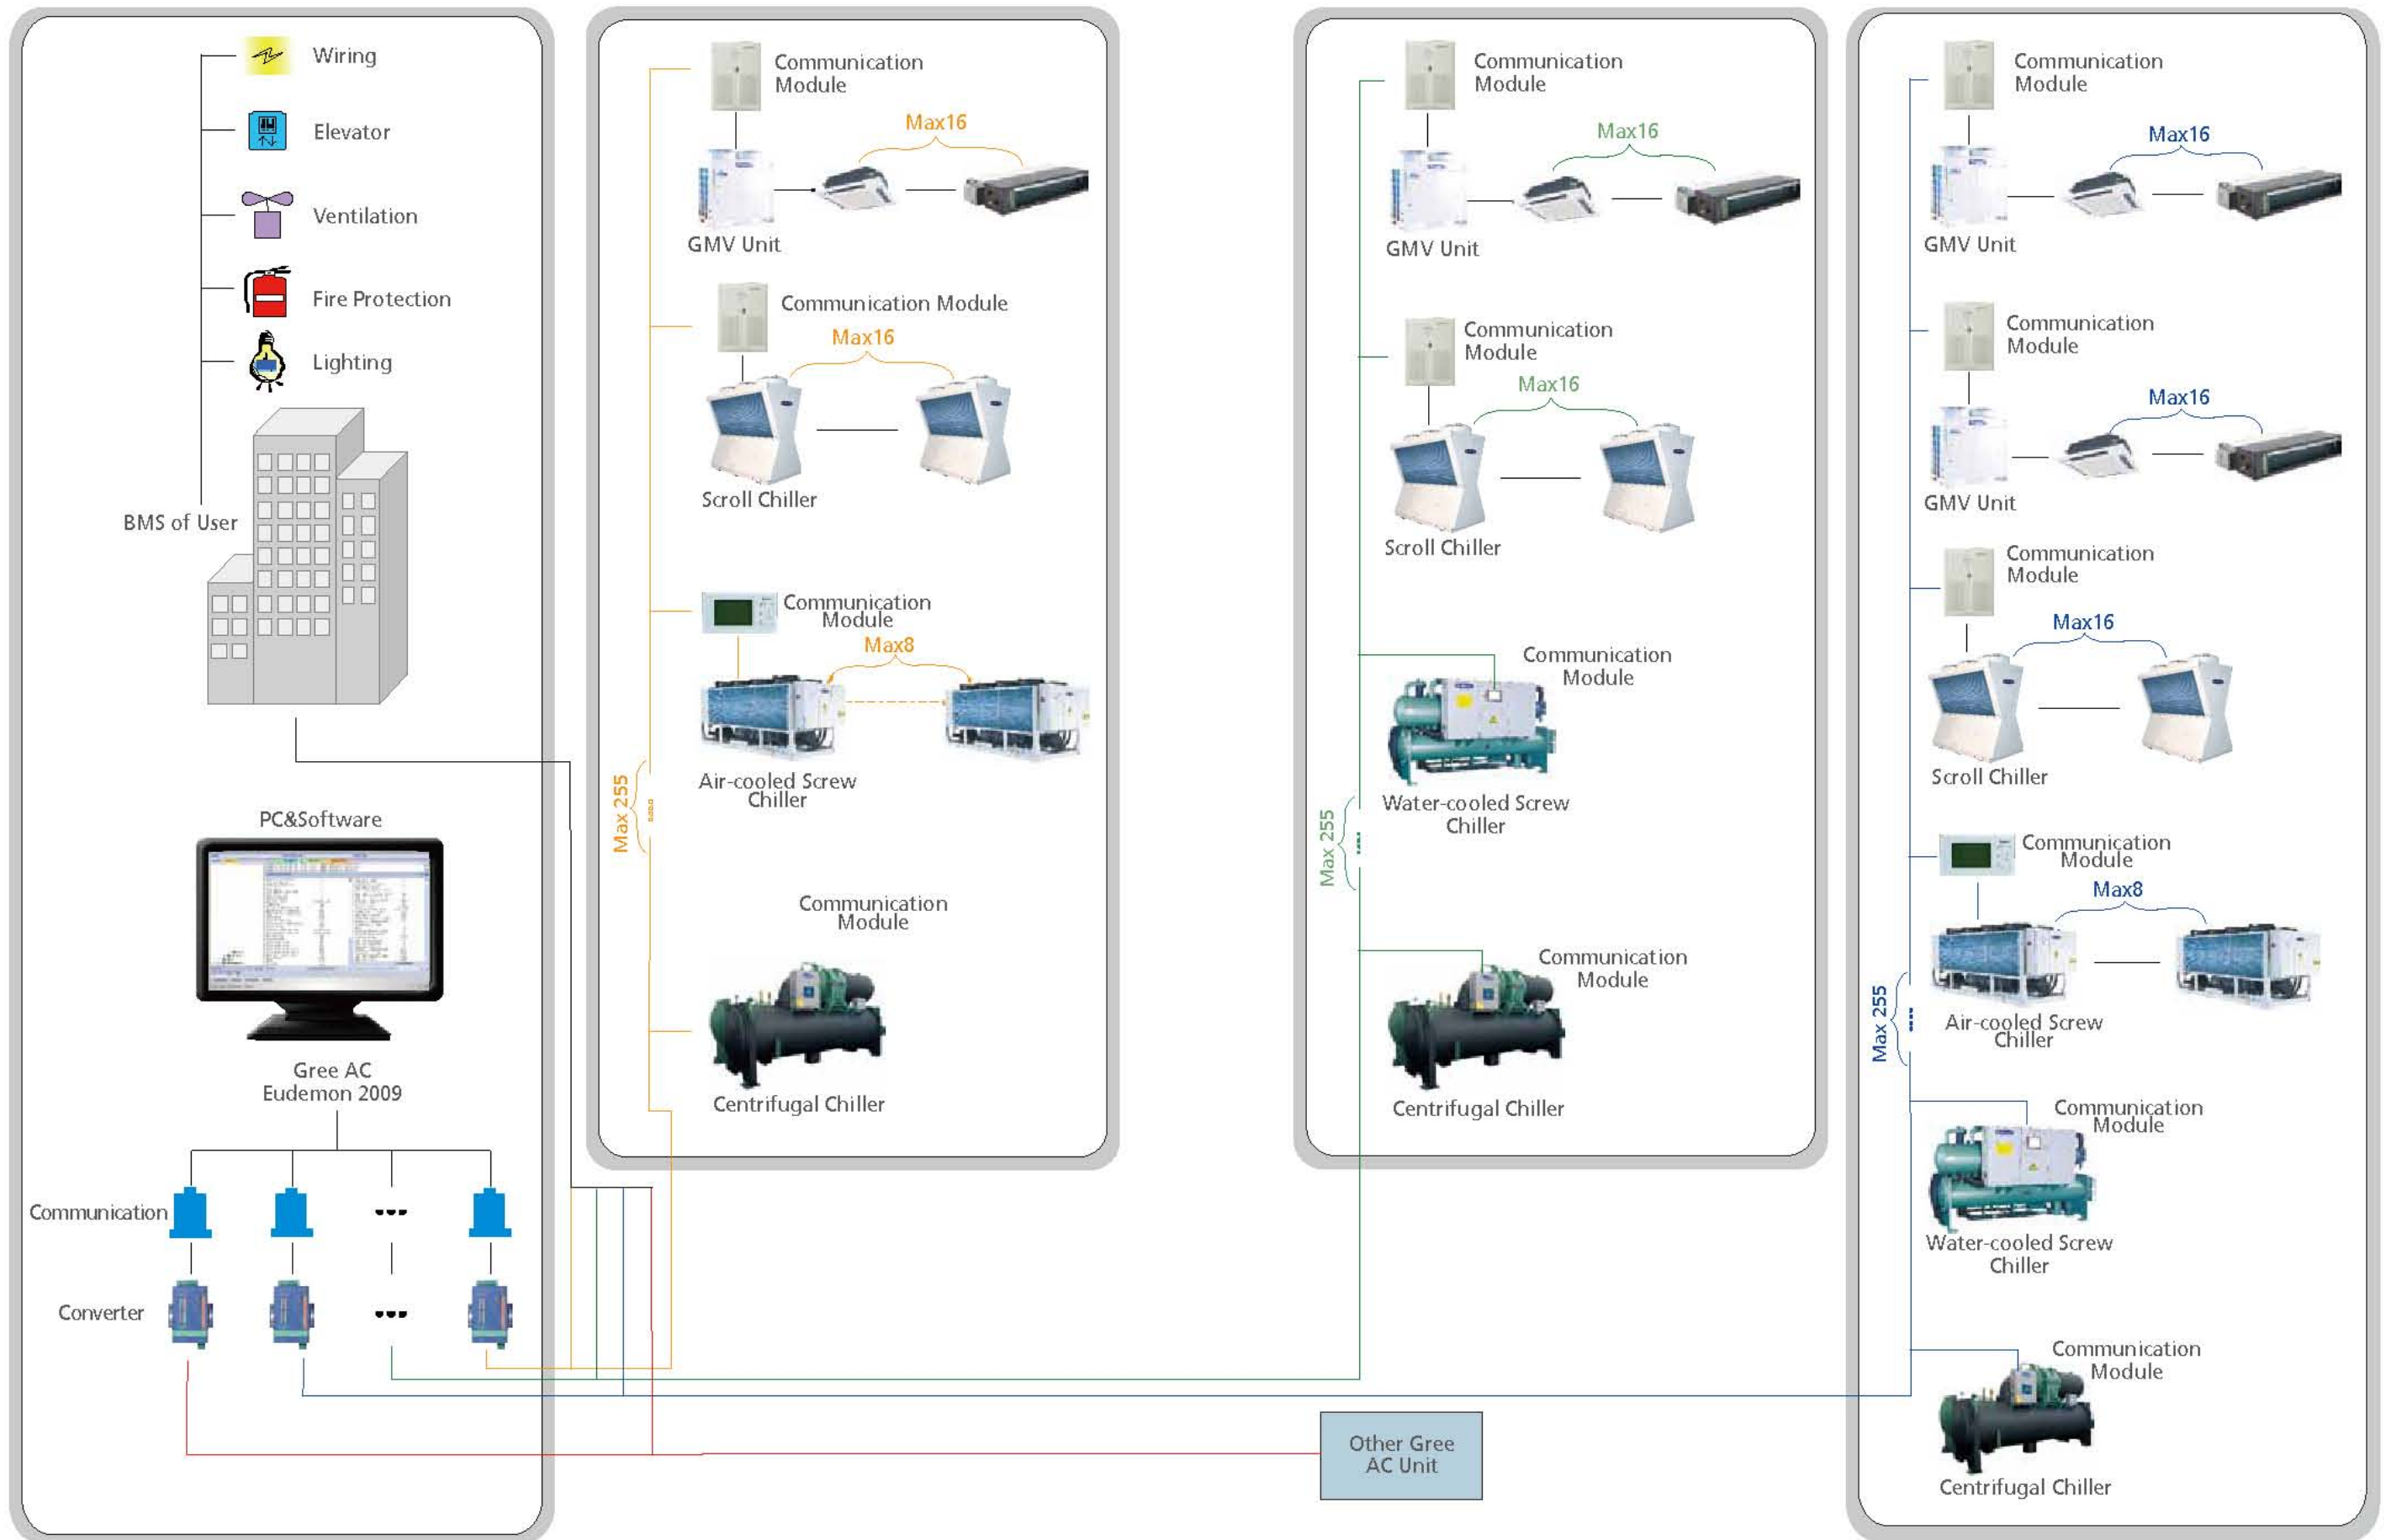 Wiring
Elevator
Ventilation
Fire Protection
Lighting
BMS of User
PC&Software
Gree AC
Eudemon 2009
Communication
Converter
Communication
Module
Max16
GMV Unit
Communication Module
Max16
Scroll Chiller
Communication
Module
Max8
Air-cooled Screw
Chiller
Max 255
Communication
Module
Centrifugal Chiller
Communication
Module
Max16
GMV Unit
Communication
Module
Max16
Scroll Chiller
Communication
Module
Water-cooled Screw
Chiller
Max 255
Communication
Module
Centrifugal Chiller
Other Gree
AC Unit
Communication
Module
Max16
GMV Unit
Communication
Module
Max16
GMV Unit
Communication
Module
Max16
Scroll Chiller
Communication
Module
Max8
Air-cooled Screw
Chiller
Max 255
Communication
Module
Water-cooled Screw
Chiller
Communication
Module
Centrifugal Chiller